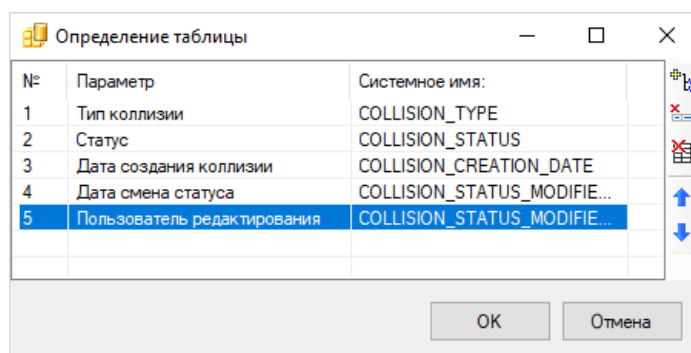 Определение таблицы
№ Параметр Системное имя:
1 Тип коллизии COLLISION_TYPE
2 Статус COLLISION_STATUS
3 Дата создания коллизии COLLISION_CREATION_DATE
4 Дата смена статуса COLLISION_STATUS_MODIFIE...
5 Пользователь редактирования COLLISION_STATUS_MODIFIE...
OK Отмена